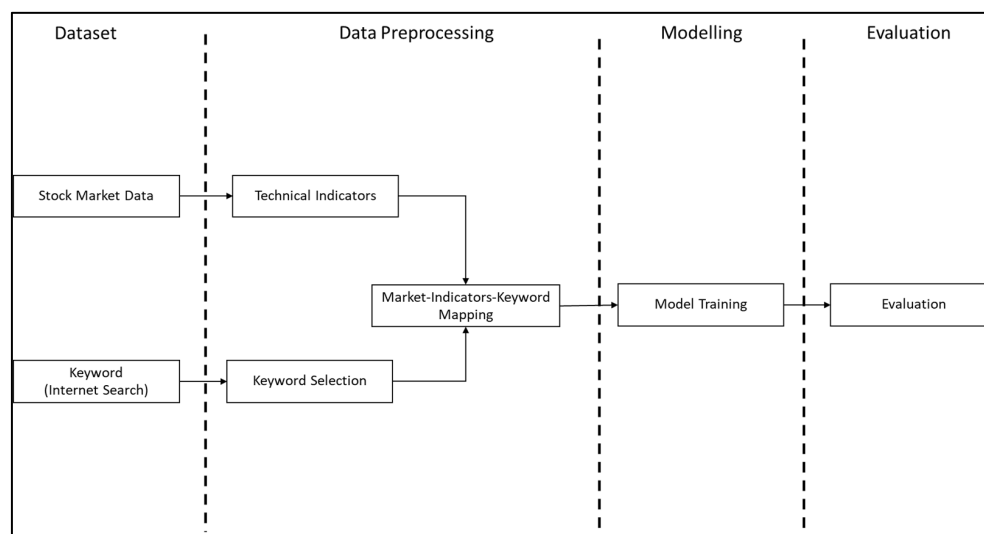 Dataset
Data Preprocessing
Modelling
Evaluation
Stock Market Data
Technical Indicators
Market-Indicators-Keyword
Mapping
Model Training
Evaluation
Keyword
(Internet Search)
Keyword Selection